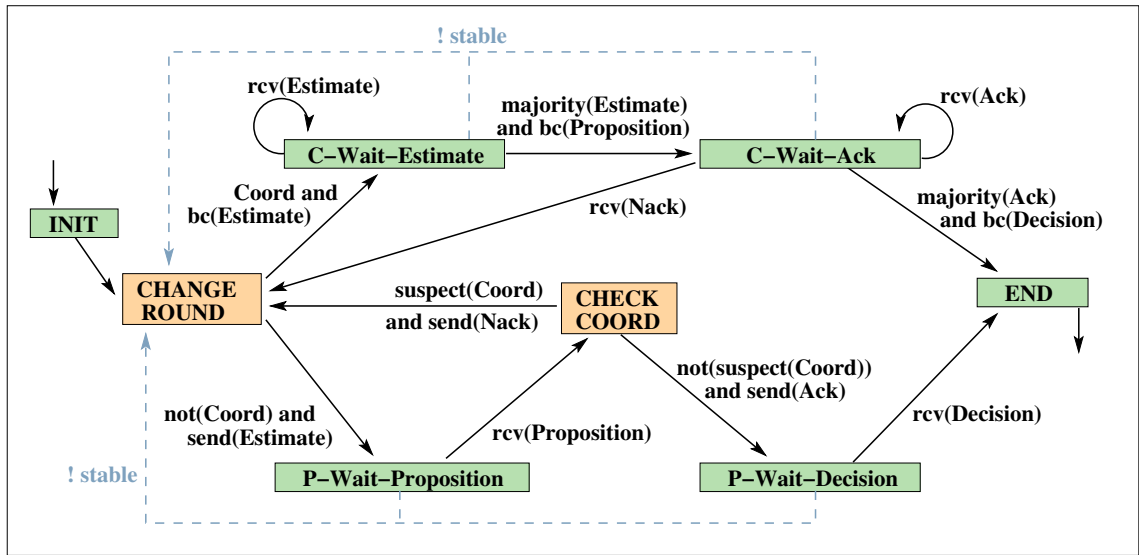 ! stable
rcv(Estimate)
majority(Estimate)
and bc(Proposition)
rcv(Ack)
C−Wait−Estimate
C−Wait−Ack
Coord and
bc(Estimate)
rcv(Nack)
majority(Ack)
and bc(Decision)
INIT
CHANGE
ROUND
suspect(Coord)
and send(Nack)
CHECK
COORD
END
not(suspect(Coord))
and send(Ack)
not(Coord) and
send(Estimate)
rcv(Proposition)
rcv(Decision)
! stable
P−Wait−Proposition
P−Wait−Decision